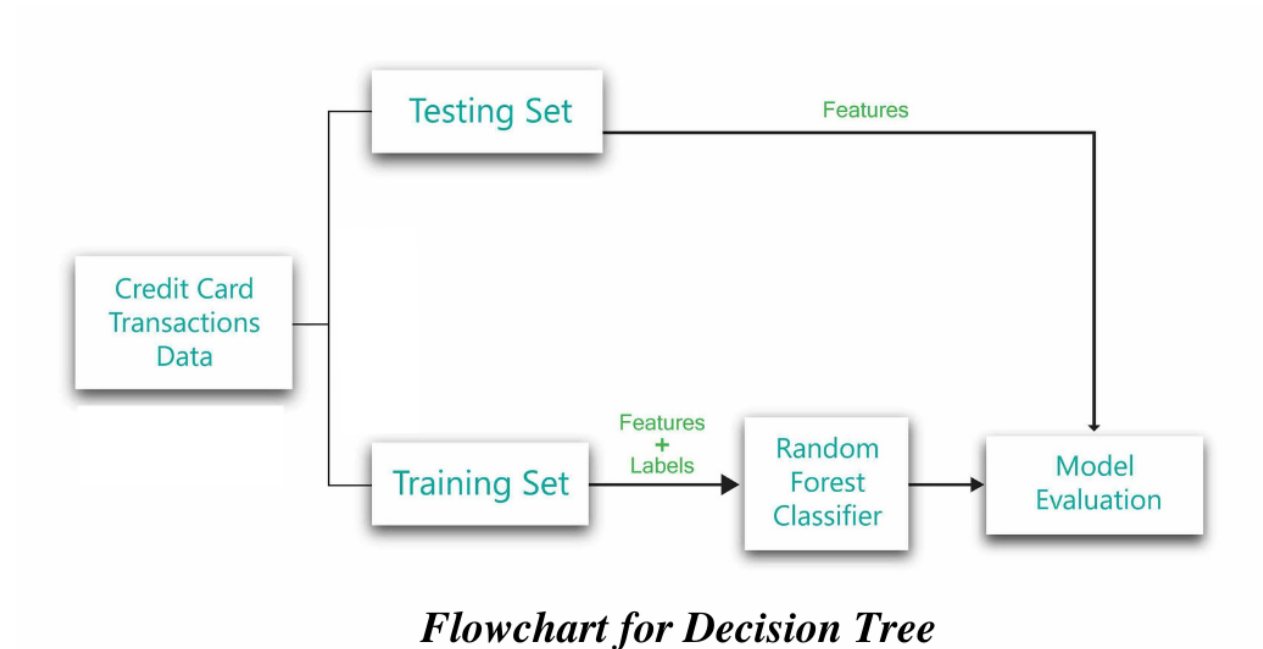 Testing Set
Features
Credit Card
Transactions
Data
Features
+
Labels
Training Set
Random
Forest
Classifier
Model
Evaluation
Flowchart for Decision Tree